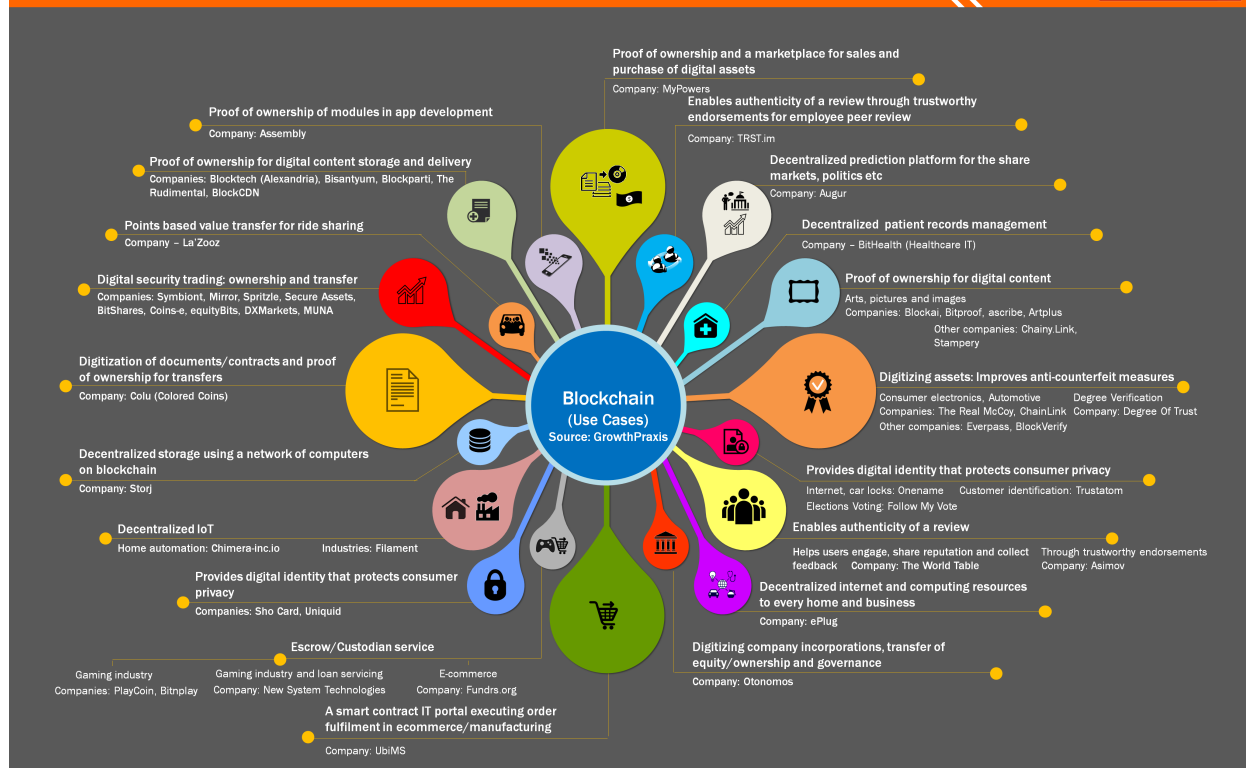 Proof of ownership and a marketplace for sales and
purchase of digital assets
Company: MyPowers
Enables authenticity of a review through trustworthy
endorsements for employee peer review
Company: TRST.im
Decentralized prediction platform for the share
markets, politics etc
Company: Augur
Decentralized patient records management
Company – BitHealth (Healthcare IT)
Proof of ownership for digital content
Arts, pictures and images
Companies: Blockai, Bitproof, ascribe, Artplus
Other companies: Chainy.Link,
Stampery
Digitizing assets: Improves anti-counterfeit measures
Consumer electronics, Automotive
Companies: The Real McCoy, ChainLink
Degree Verification
Company: Degree Of Trust
Other companies: Everpass, BlockVerify
Provides digital identity that protects consumer privacy
Internet, car locks: Onename
Customer identification: Trustatom
Elections Voting: Follow My Vote
Enables authenticity of a review
Helps users engage, share reputation and collect
feedback Company: The World Table
Through trustworthy endorsements
Company: Asimov
Decentralized internet and computing resources
to every home and business
Company: ePlug
Digitizing company incorporations, transfer of
equity/ownership and governance
Company: Otonomos
Proof of ownership of modules in app development
Company: Assembly
Proof of ownership for digital content storage and delivery
Companies: Blocktech (Alexandria), Bisantyum, Blockparti, The
Rudimental, BlockCDN
Points based value transfer for ride sharing
Company – La'Zooz
Digital security trading: ownership and transfer
Companies: Symbiont, Mirror, Spritzle, Secure Assets,
BitShares, Coins-e, equityBits, DXMarkets, MUNA
Digitization of documents/contracts and proof
of ownership for transfers
Company: Colu (Colored Coins)
Decentralized storage using a network of computers
on blockchain
Company: Storj
Decentralized IoT
Home automation: Chimera-inc.io
Industries: Filament
Provides digital identity that protects consumer
privacy
Companies: Sho Card, Uniquid
Escrow/Custodian service
Gaming industry
Companies: PlayCoin, Bitnplay
Gaming industry and loan servicing
Company: New System Technologies
E-commerce
Company: Fundrs.org
A smart contract IT portal executing order
fulfilment in ecommerce/manufacturing
Company: UbiMS
Blockchain
(Use Cases)
Source: GrowthPraxis